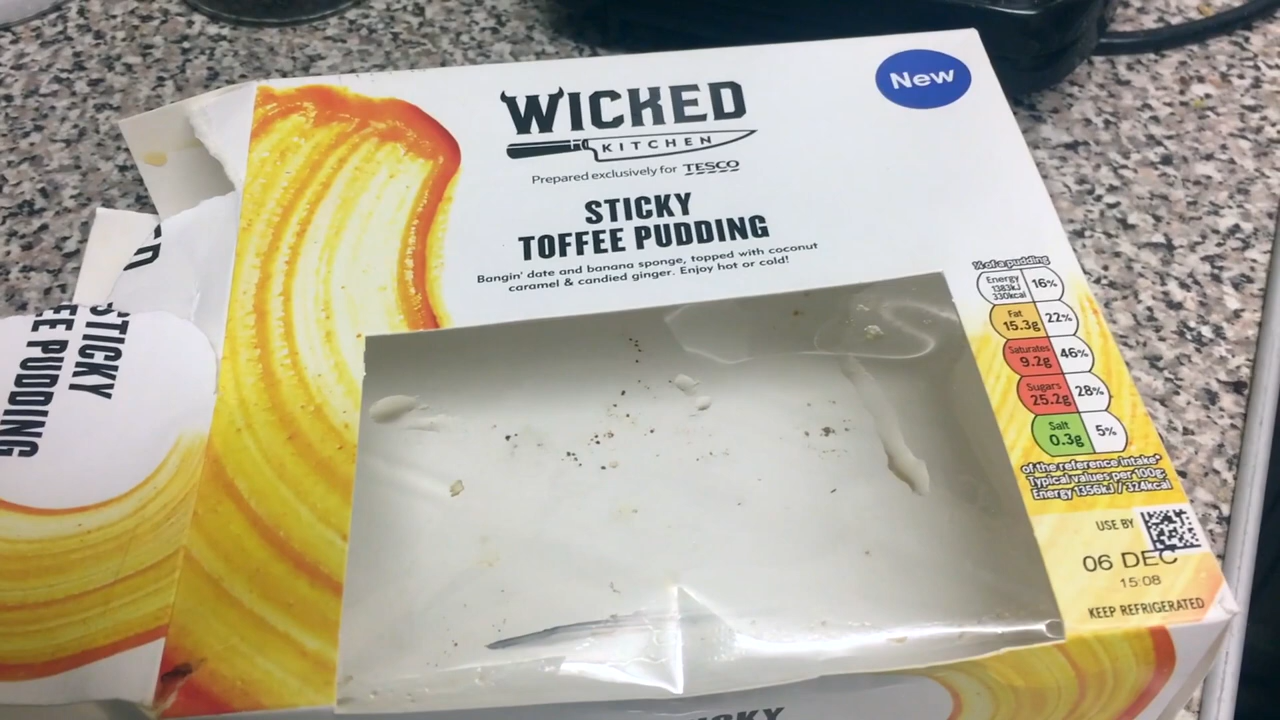 New
WICKED
KITCHEN
Prepared exclusively for TESCO
STICKY
TOFFEE PUDDING
Bangin' date and banana sponge, topped with coconut
caramel & candied ginger. Enjoy hot or cold!
½ of a pudding
Energy
1383kJ
330kcal
16%
Fat
15.3g
22%
Saturates
9.2g
46%
Sugars
25.2g
28%
Salt
0.3g
5%
of the reference intake*
Typical values per 100g:
Energy 1356kJ / 324kcal
USE BY
06 DEC
15:08
KEEP REFRIGERATED
STICKY
EE PUDDING